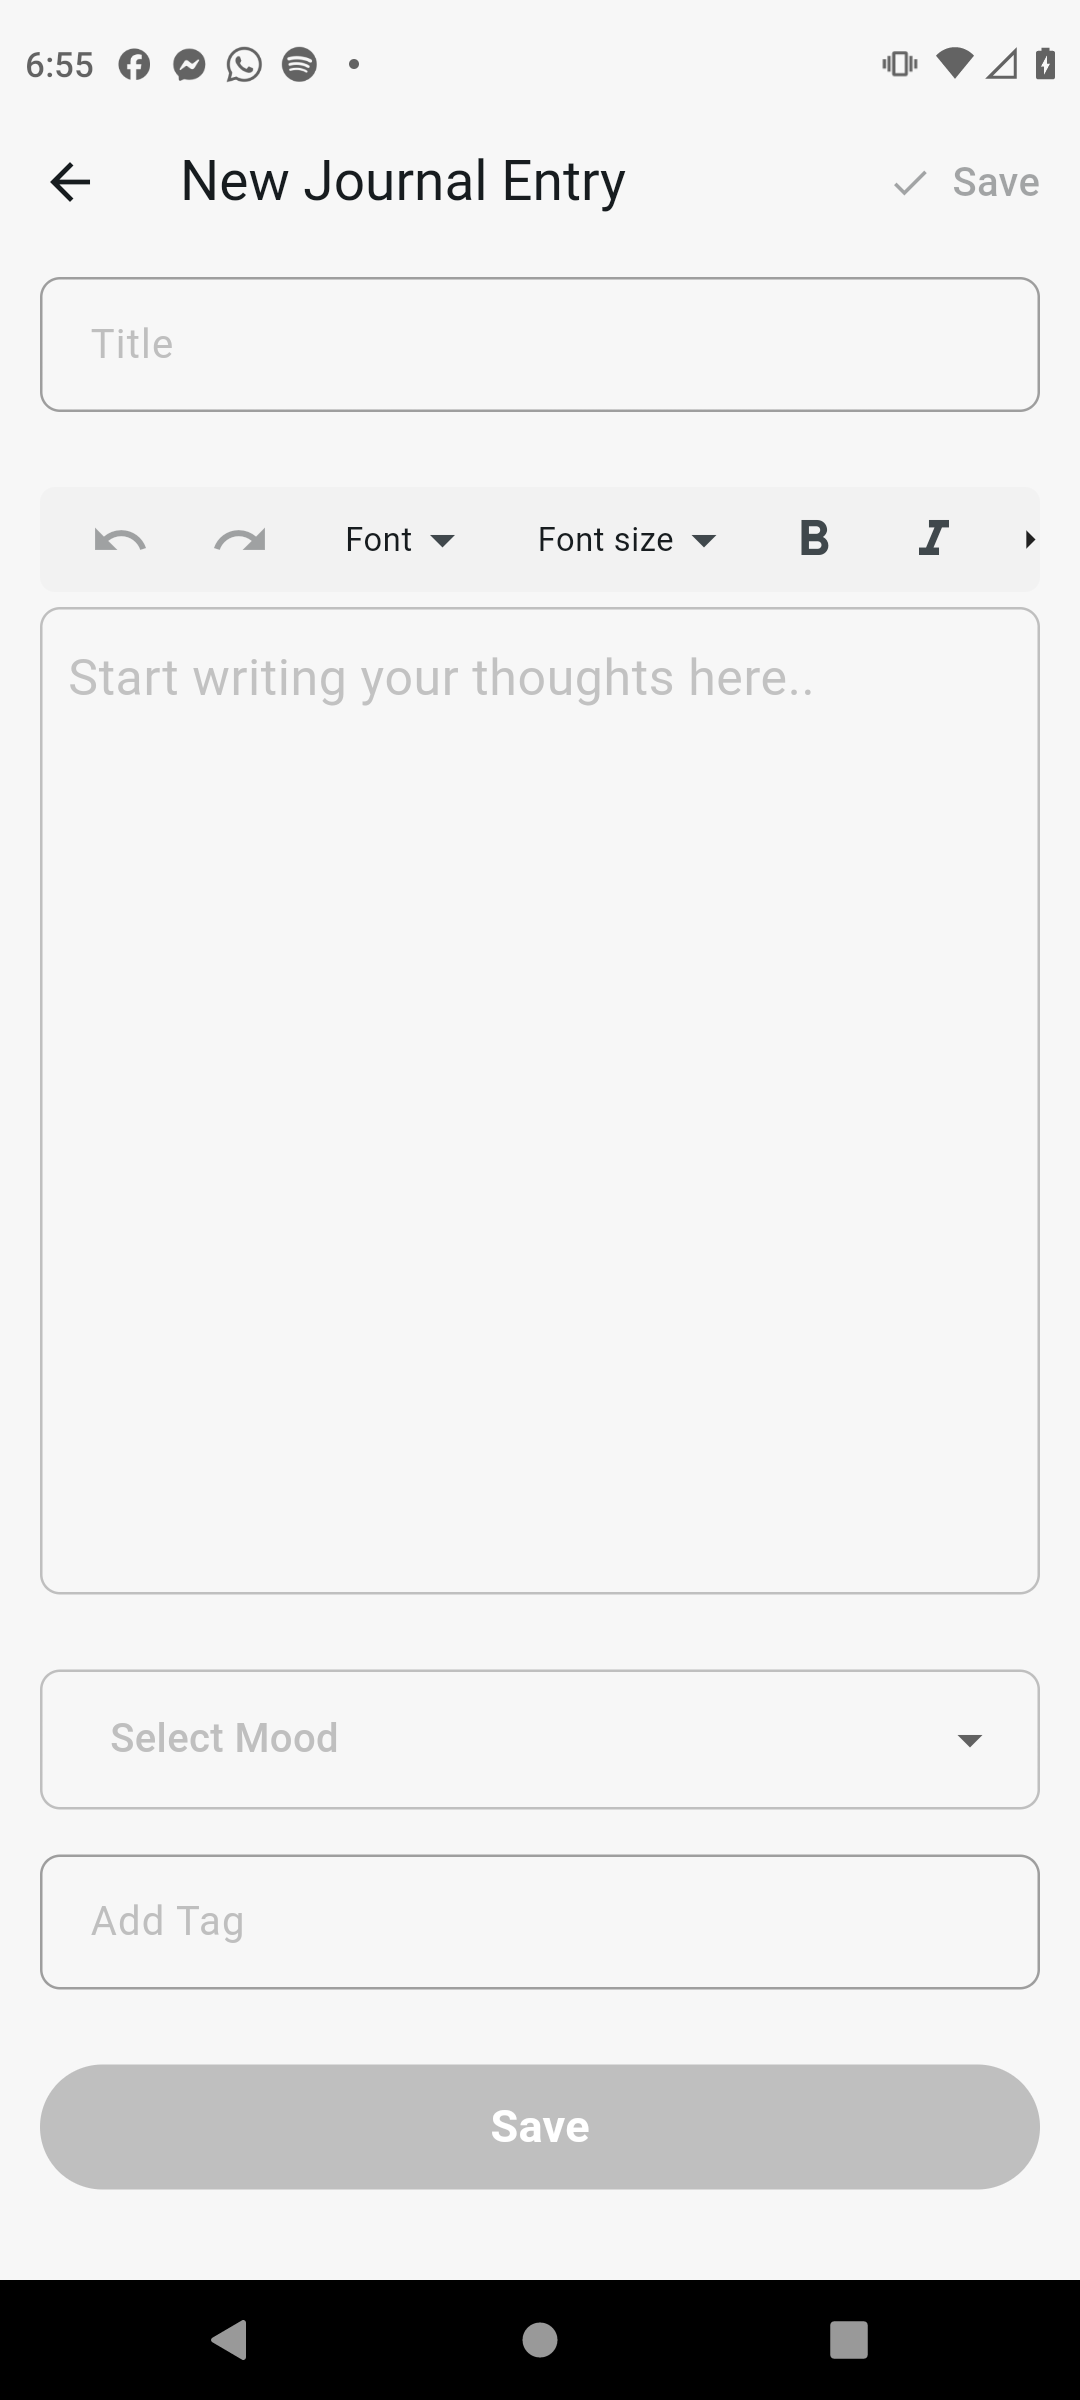 6:55
New Journal Entry
Save
Title
Font
Font size
B
I
Start writing your thoughts here..
Select Mood
Add Tag
Save